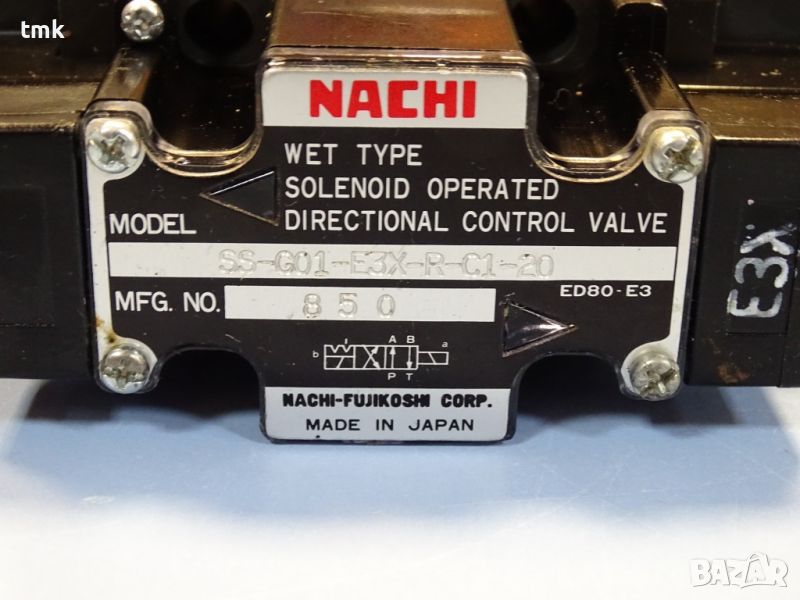 tmk
NACHI
WET TYPE
SOLENOID OPERATED
MODEL DIRECTIONAL CONTROL VALVE
SS-G01-E3X-R-C1-20
MFG. NO. 850 ED80-E3
E3X
A B
b a
P T
NACHI-FUJIKOSHI CORP.
MADE IN JAPAN
BAZAR